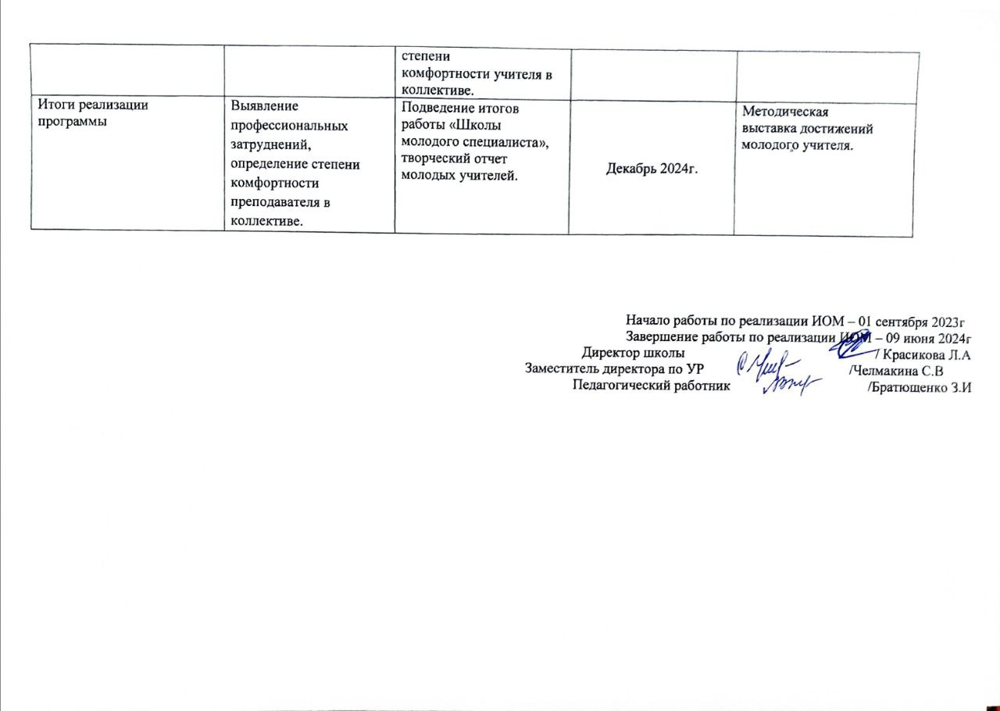 степени
комфортности учителя в
коллективе.
Итоги реализации
программы
Выявление
профессиональных
затруднений,
определение степени
комфортности
преподавателя в
коллективе.
Подведение итогов
работы «Школы
молодого специалиста»,
творческий отчет
молодых учителей.
Декабрь 2024г.
Методическая
выставка достижений
молодого учителя.
Начало работы по реализации ИОМ – 01 сентября 2023г
Завершение работы по реализации ИОМ – 09 июня 2024г
Директор школы / Красикова Л.А
Заместитель директора по УР /Челмакина С.В
Педагогический работник /Братюшенко З.И